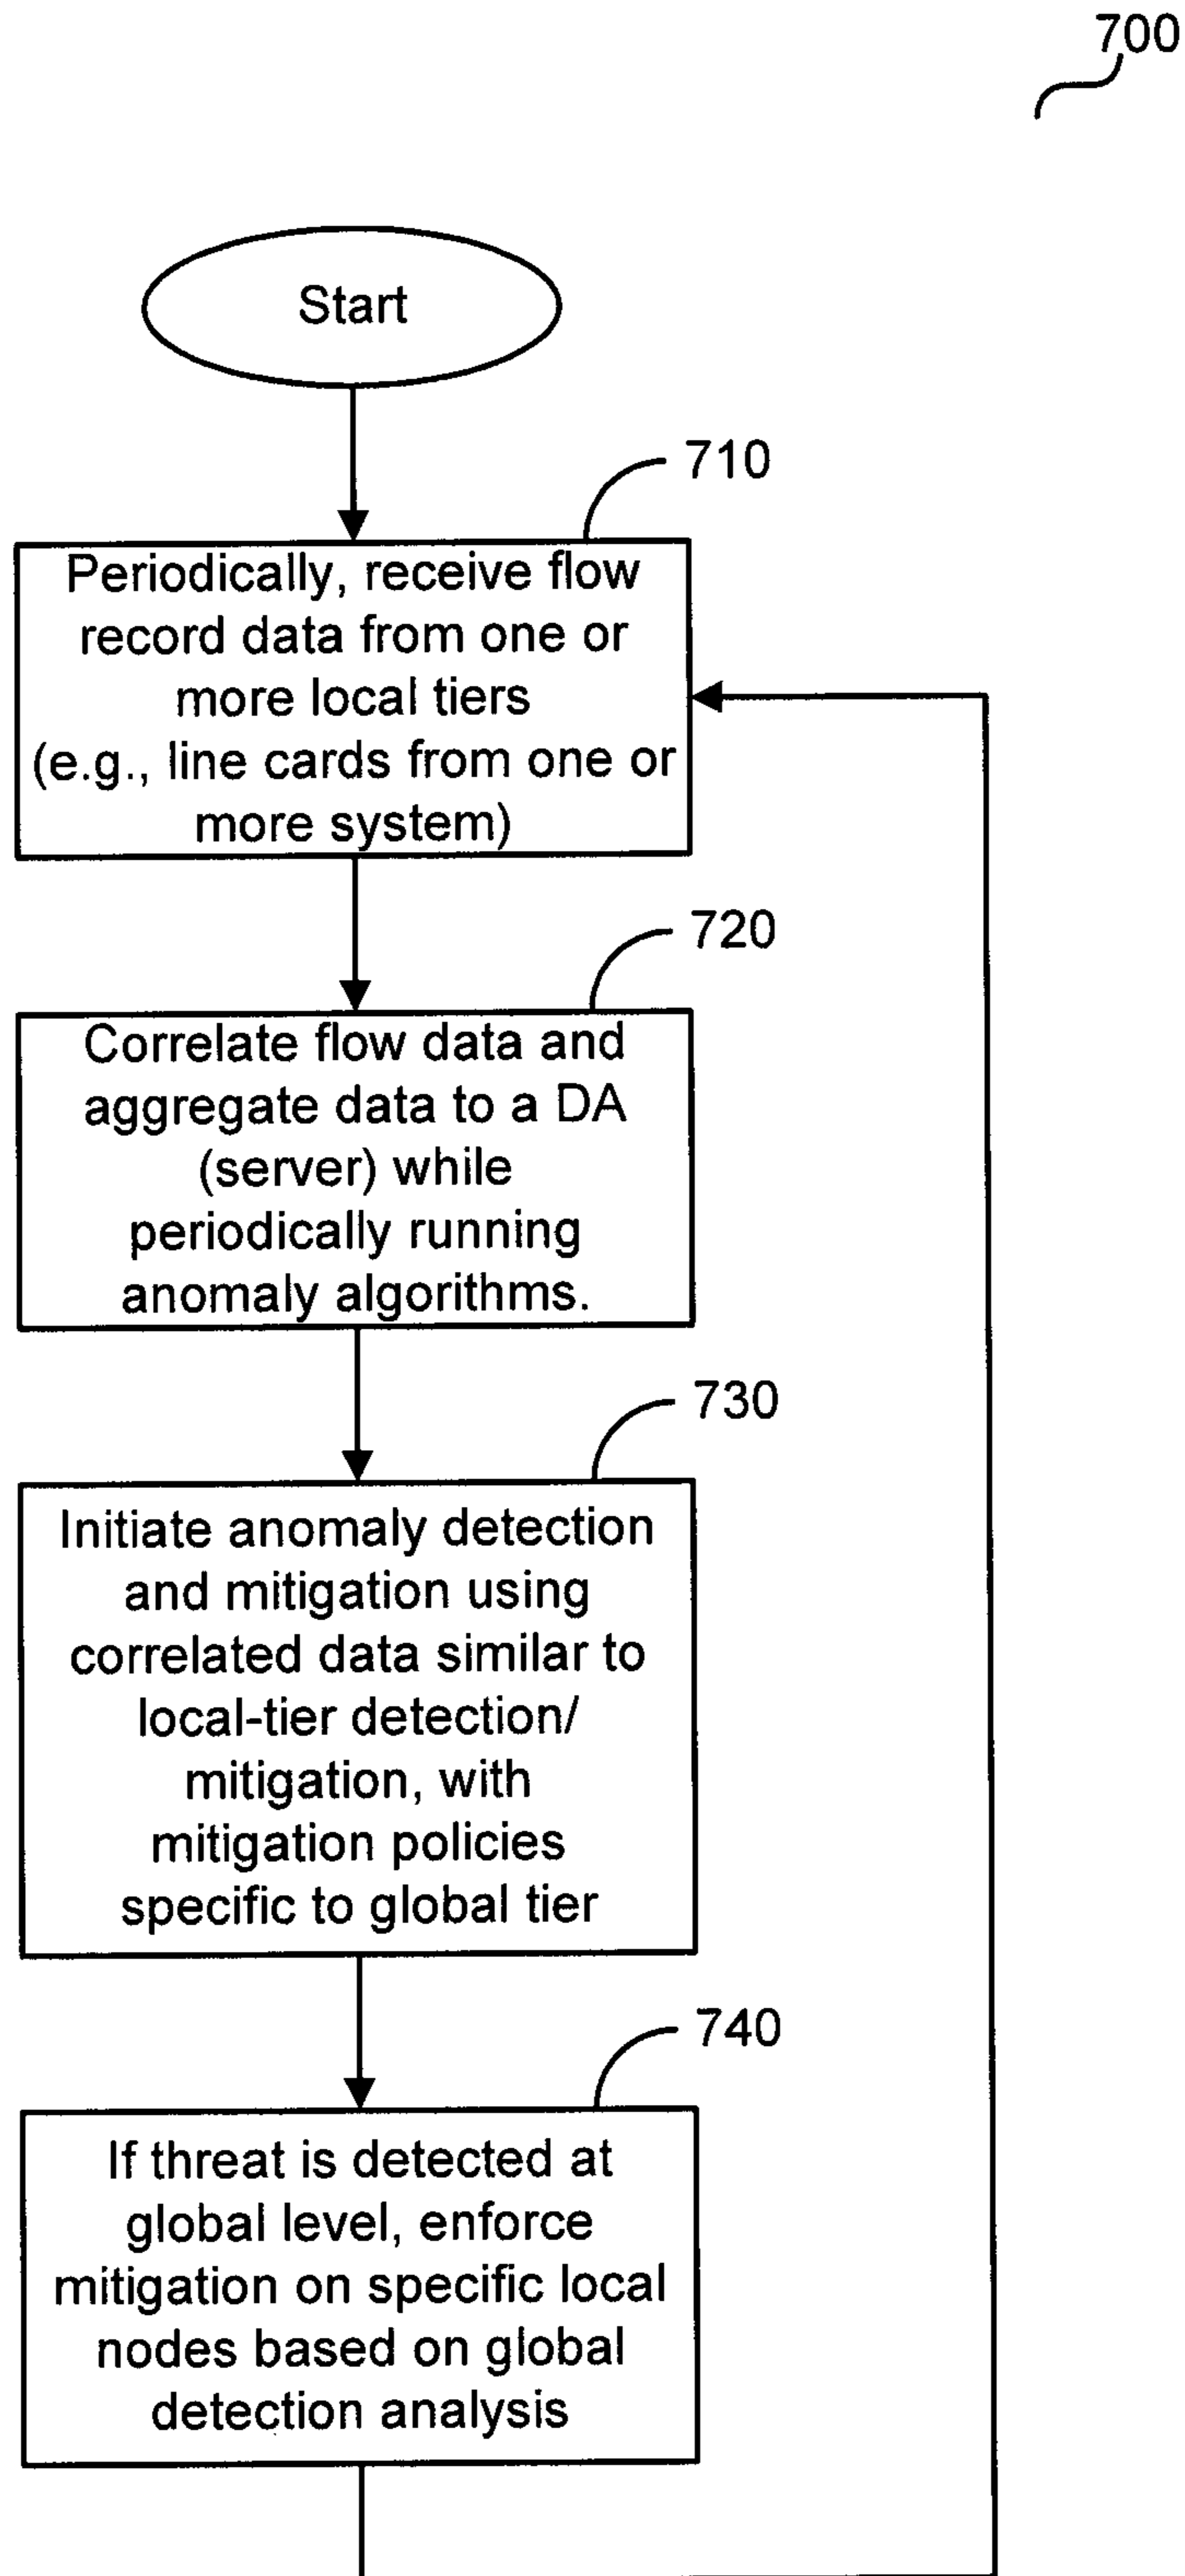 700
Start
710
Periodically, receive flow
record data from one or
more local tiers
(e.g., line cards from one or
more system)
720
Correlate flow data and
aggregate data to a DA
(server) while
periodically running
anomaly algorithms.
730
Initiate anomaly detection
and mitigation using
correlated data similar to
local-tier detection/
mitigation, with
mitigation policies
specific to global tier
740
If threat is detected at
global level, enforce
mitigation on specific local
nodes based on global
detection analysis